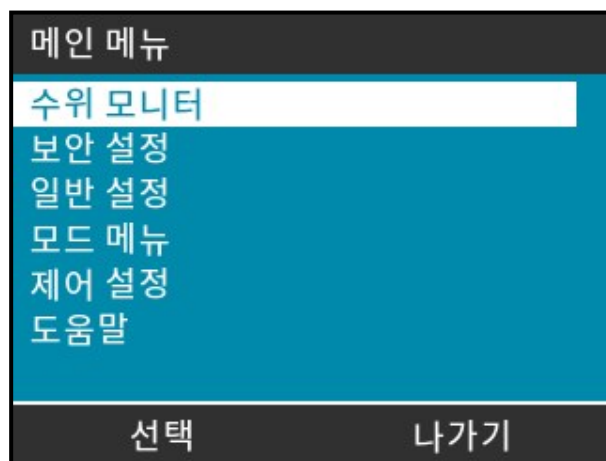 메인 메뉴
수위 모니터
보안 설정
일반 설정
모드 메뉴
제어 설정
도움말
선택 나가기